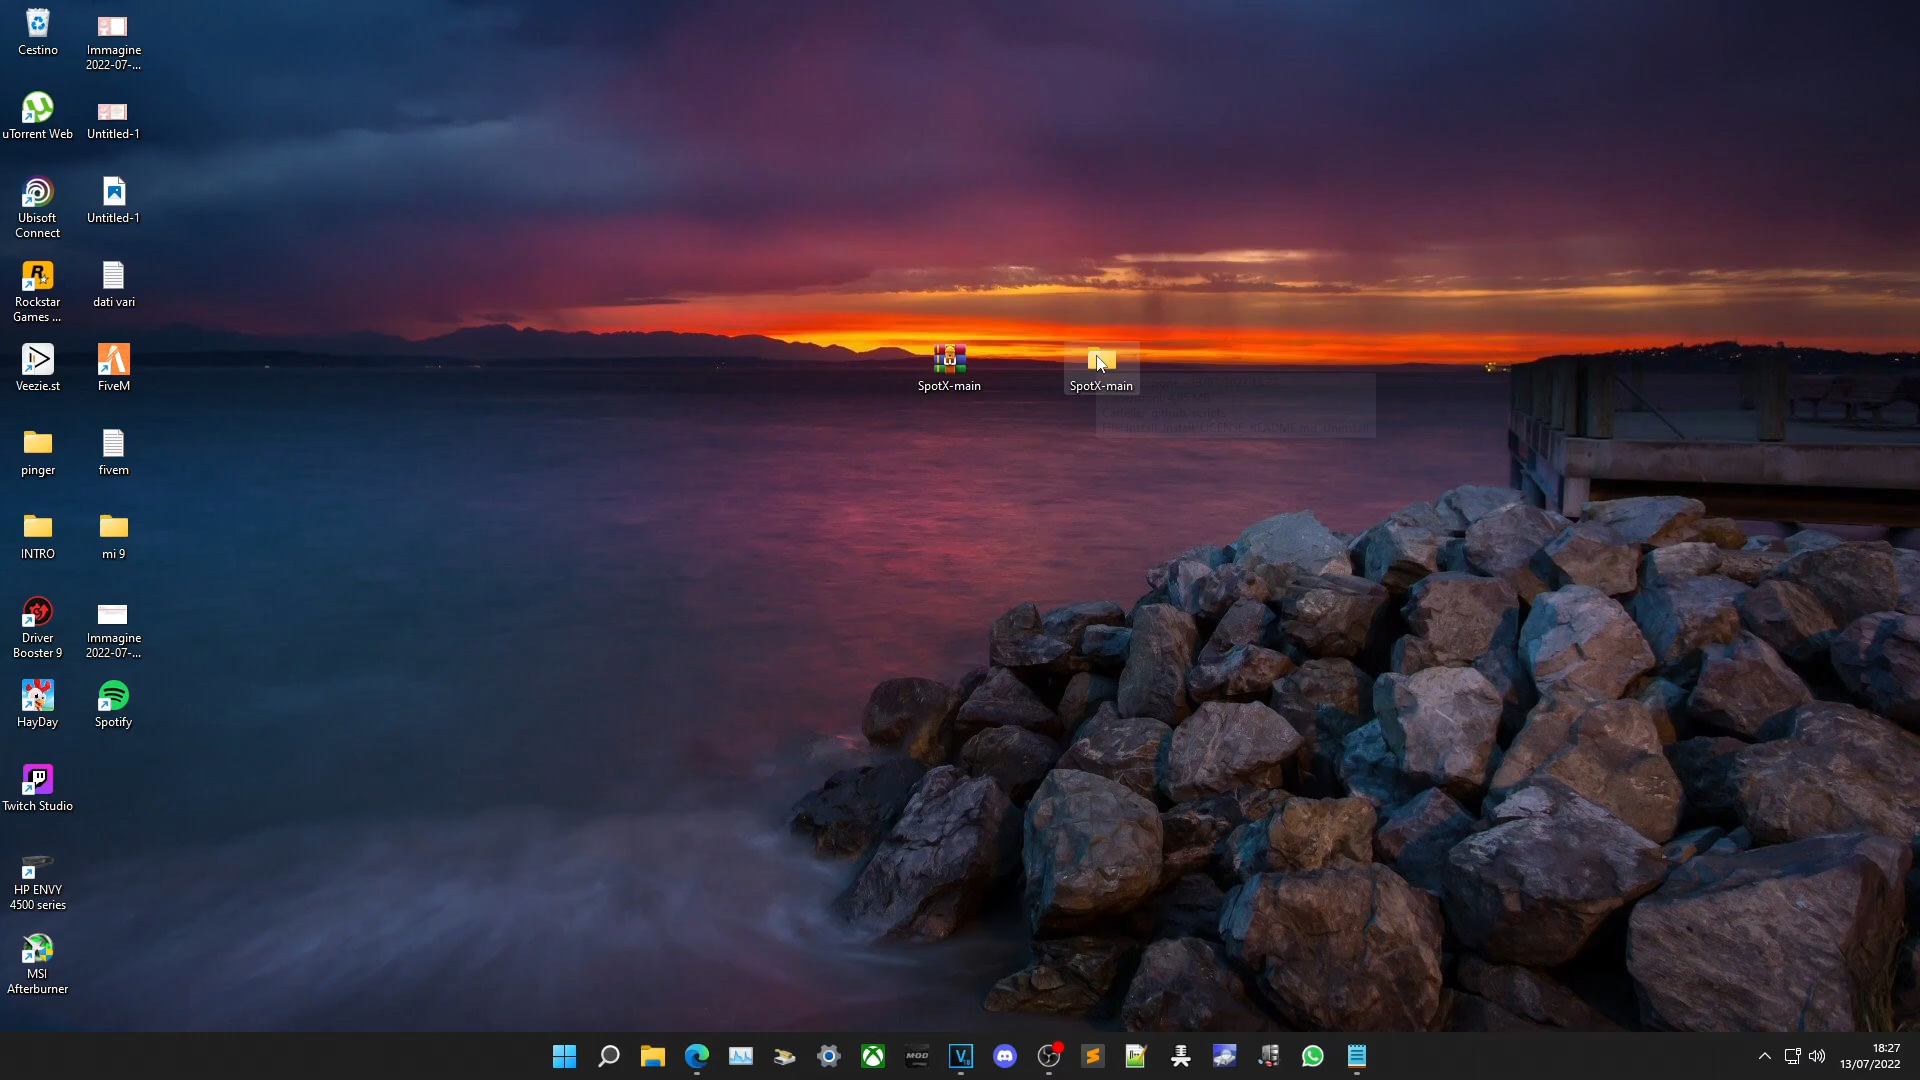 Cestino
Immagine
2022-07-...
uTorrent Web
Untitled-1
Ubisoft
Connect
Untitled-1
Rockstar
Games ...
dati vari
Veezie.st
FiveM
SpotX-main
SpotX-main
pinger
fivem
INTRO
mi 9
Driver
Booster 9
Immagine
2022-07-...
HayDay
Spotify
Twitch Studio
HP ENVY
4500 series
MSI
Afterburner
MOD
18:27
13/07/2022